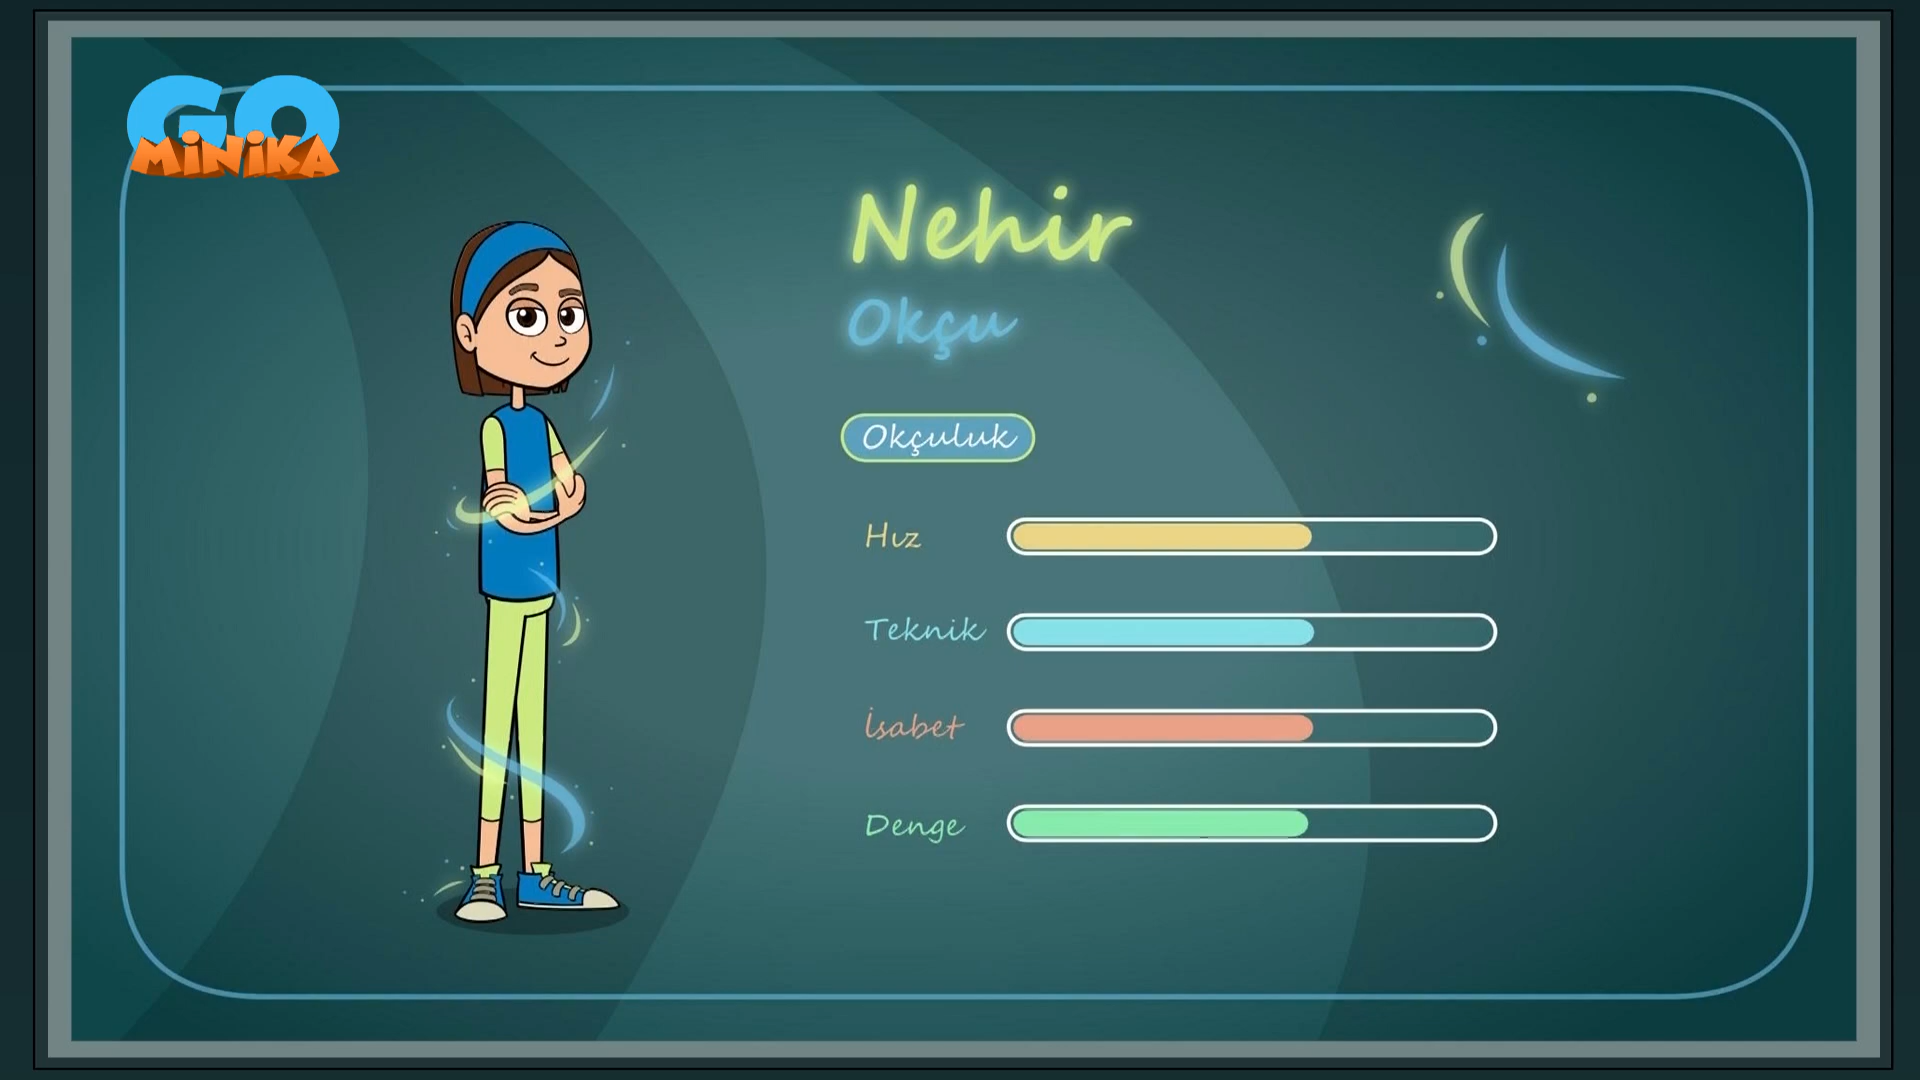 GO
MiNiKA
Nehir
Okçu
Okçuluk
Hız
Teknik
İsabet
Denge